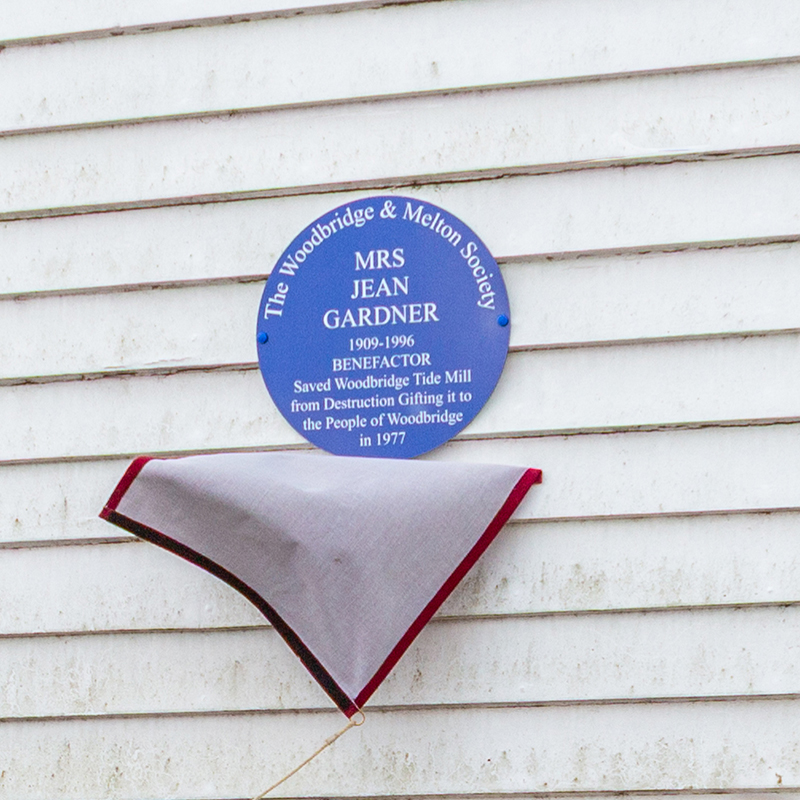 The Woodbridge & Melton Society
MRS
JEAN
GARDNER
1909-1996
BENEFACTOR
Saved Woodbridge Tide Mill
from Destruction Gifting it to
the People of Woodbridge
in 1977